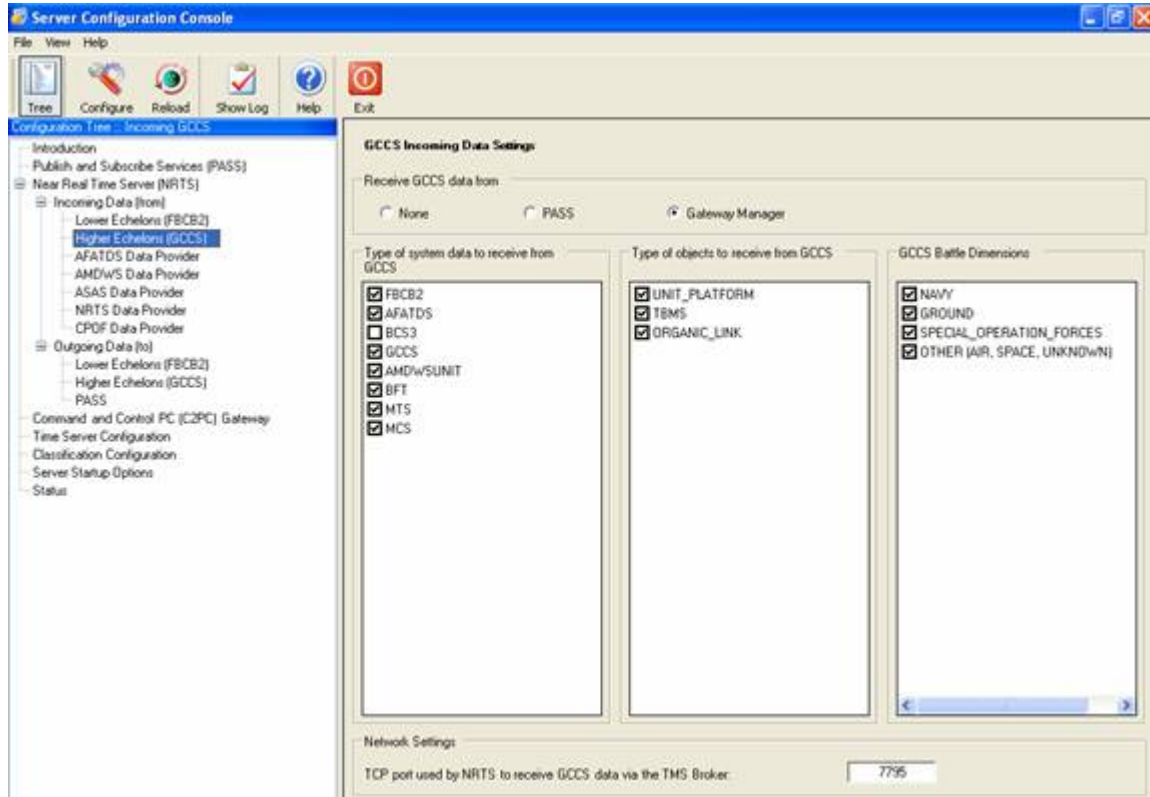 Server Configuration Console
File View Help
Tree Configure Reload Show Log Help Exit
Configuration Tree :: Incoming GCCS
Introduction
Publish and Subscribe Services (PASS)
Near Real Time Server (NRTS)
Incoming Data (from)
Lower Echelons (FBCB2)
Higher Echelons (GCCS)
AFATDS Data Provider
AMDWS Data Provider
ASAS Data Provider
NRTS Data Provider
CPOF Data Provider
Outgoing Data (to)
Lower Echelons (FBCB2)
Higher Echelons (GCCS)
PASS
Command and Control PC (C2PC) Gateway
Time Server Configuration
Classification Configuration
Server Startup Options
Status
GCCS Incoming Data Settings
Receive GCCS data from
None PASS Gateway Manager
Type of system data to receive from
GCCS
FBCB2
AFATDS
BCS3
GCCS
AMDWSUNIT
BFT
MTS
MCS
Type of objects to receive from GCCS
UNIT_PLATFORM
TBMS
ORGANIC_LINK
GCCS Battle Dimensions
NAVY
GROUND
SPECIAL_OPERATION_FORCES
OTHER (AIR, SPACE, UNKNOWN)
Network Settings
TCP port used by NRTS to receive GCCS data via the TMS Broker: 7795